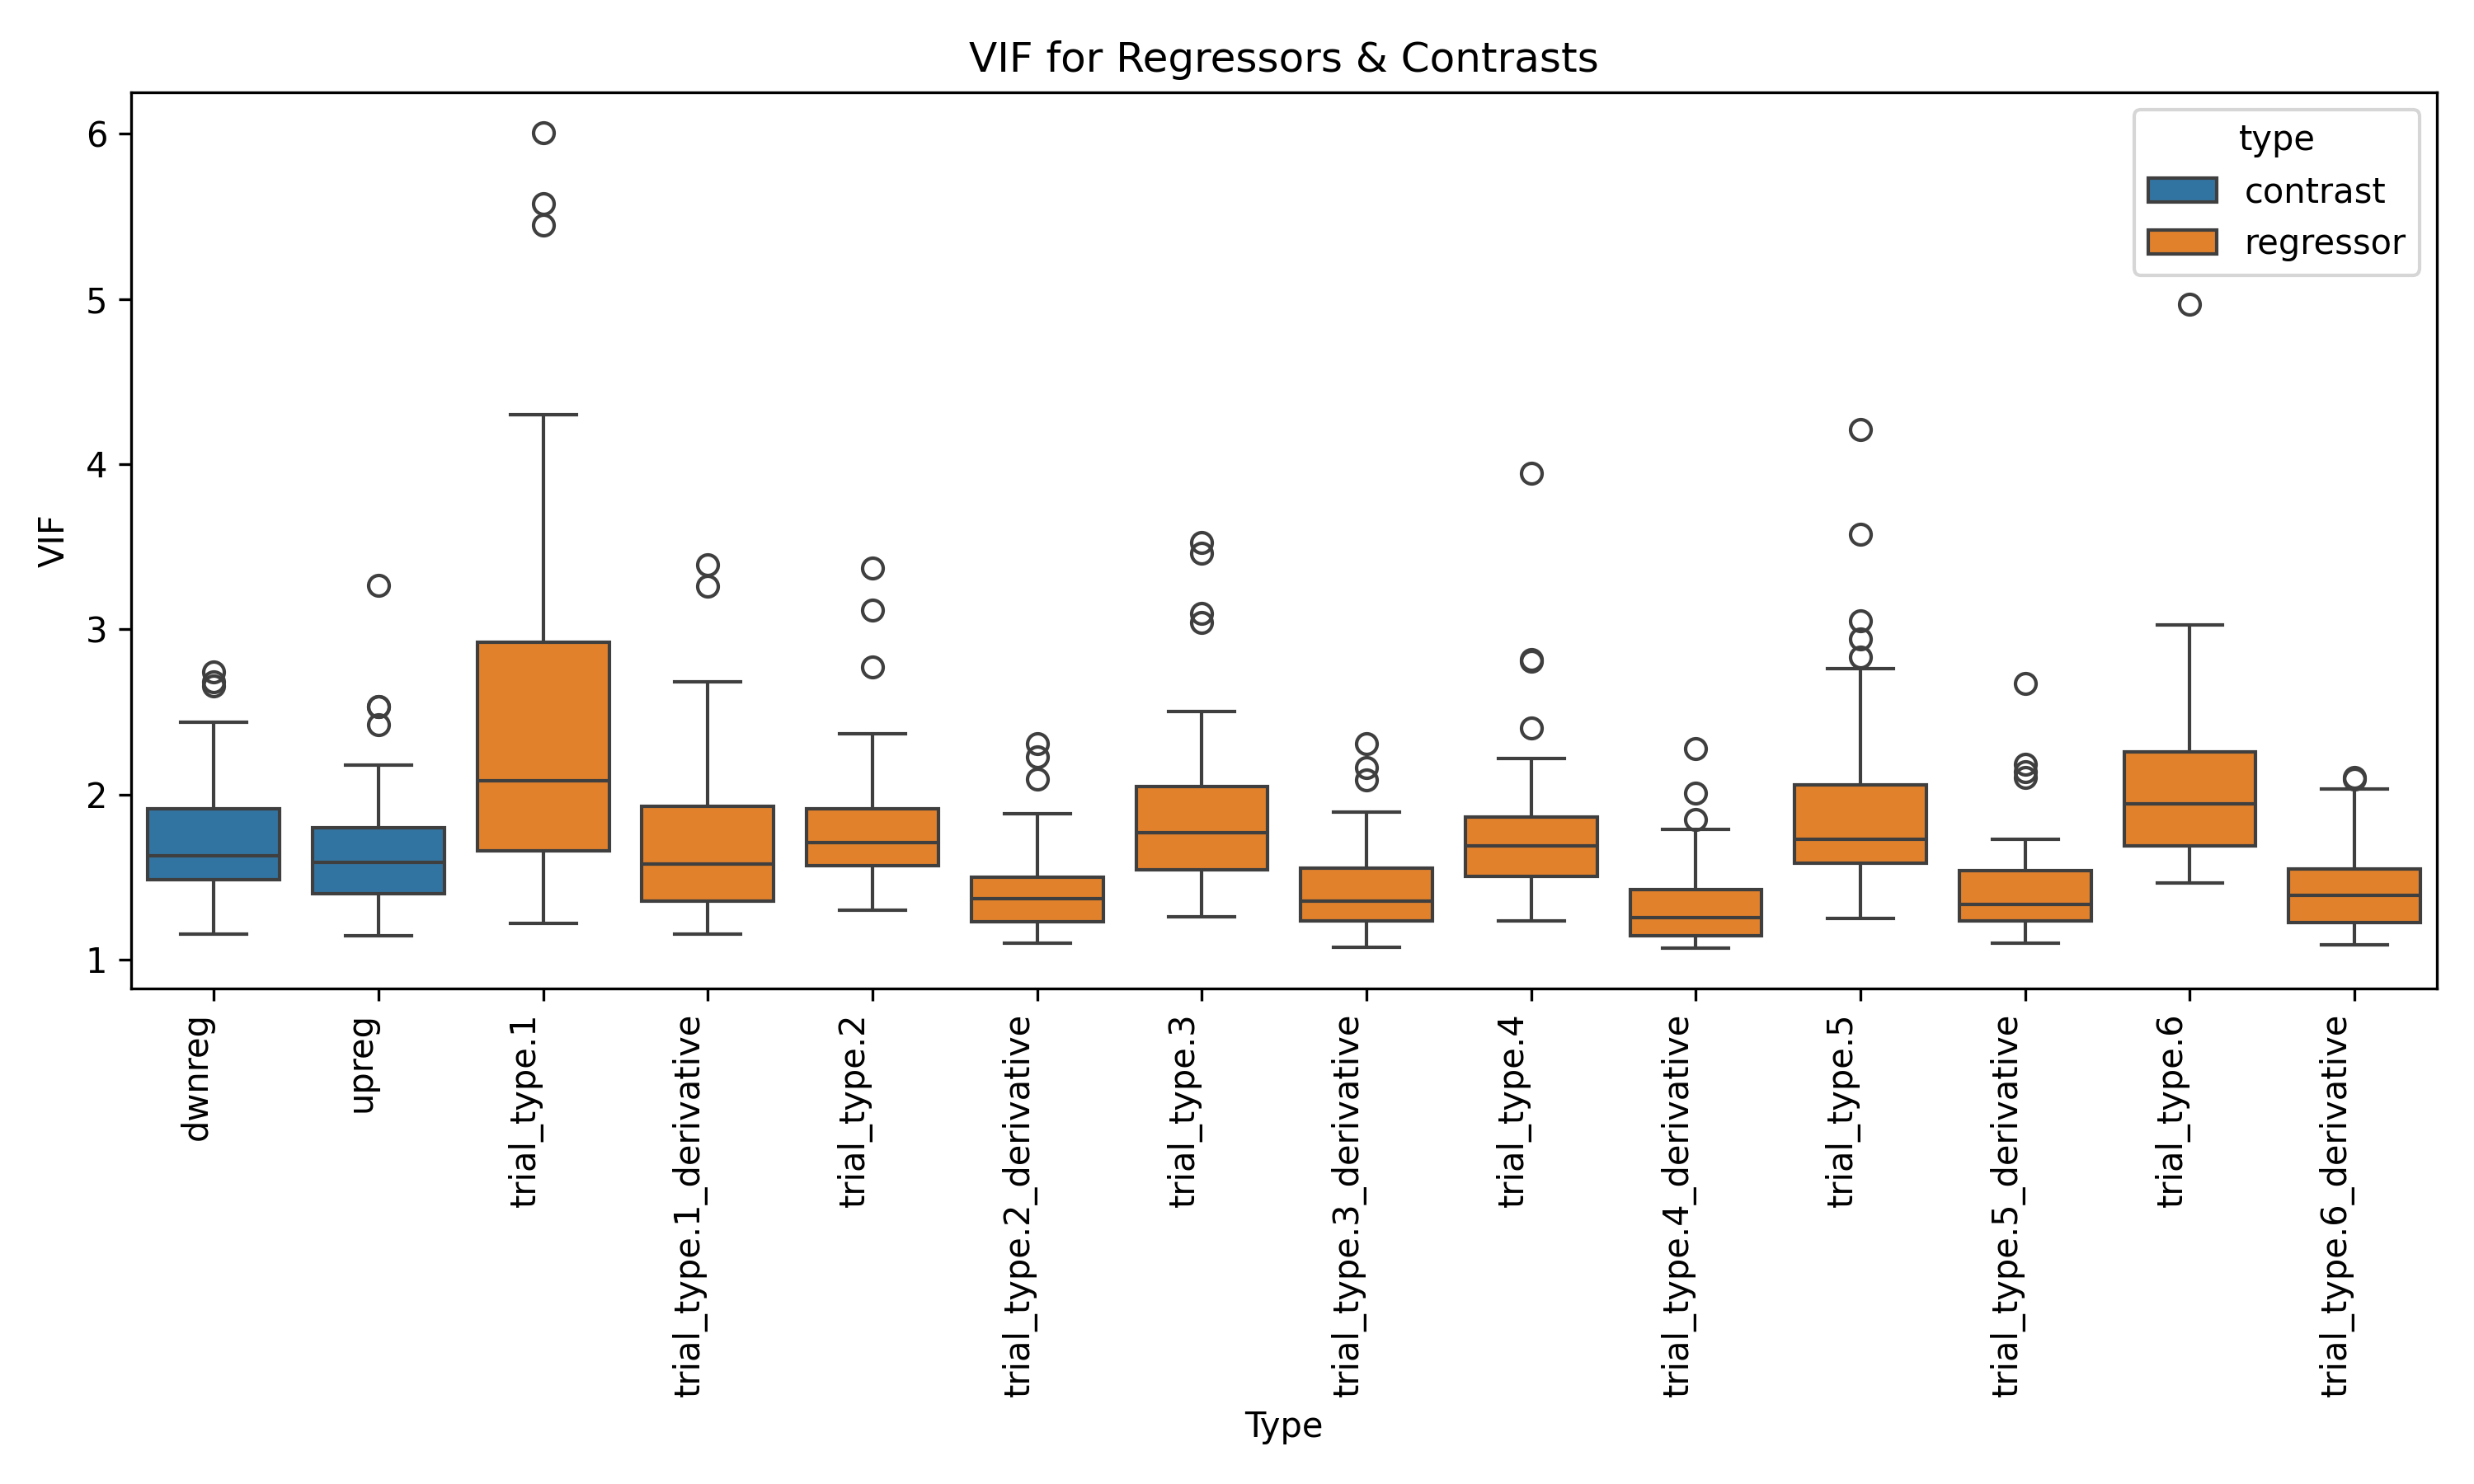 VIF for Regressors & Contrasts
type
contrast
regressor
VIF
6
5
4
3
2
1
dwnreg
upreg
trial_type.1
trial_type.1_derivative
trial_type.2
trial_type.2_derivative
trial_type.3
trial_type.3_derivative
trial_type.4
trial_type.4_derivative
trial_type.5
trial_type.5_derivative
trial_type.6
trial_type.6_derivative
Type